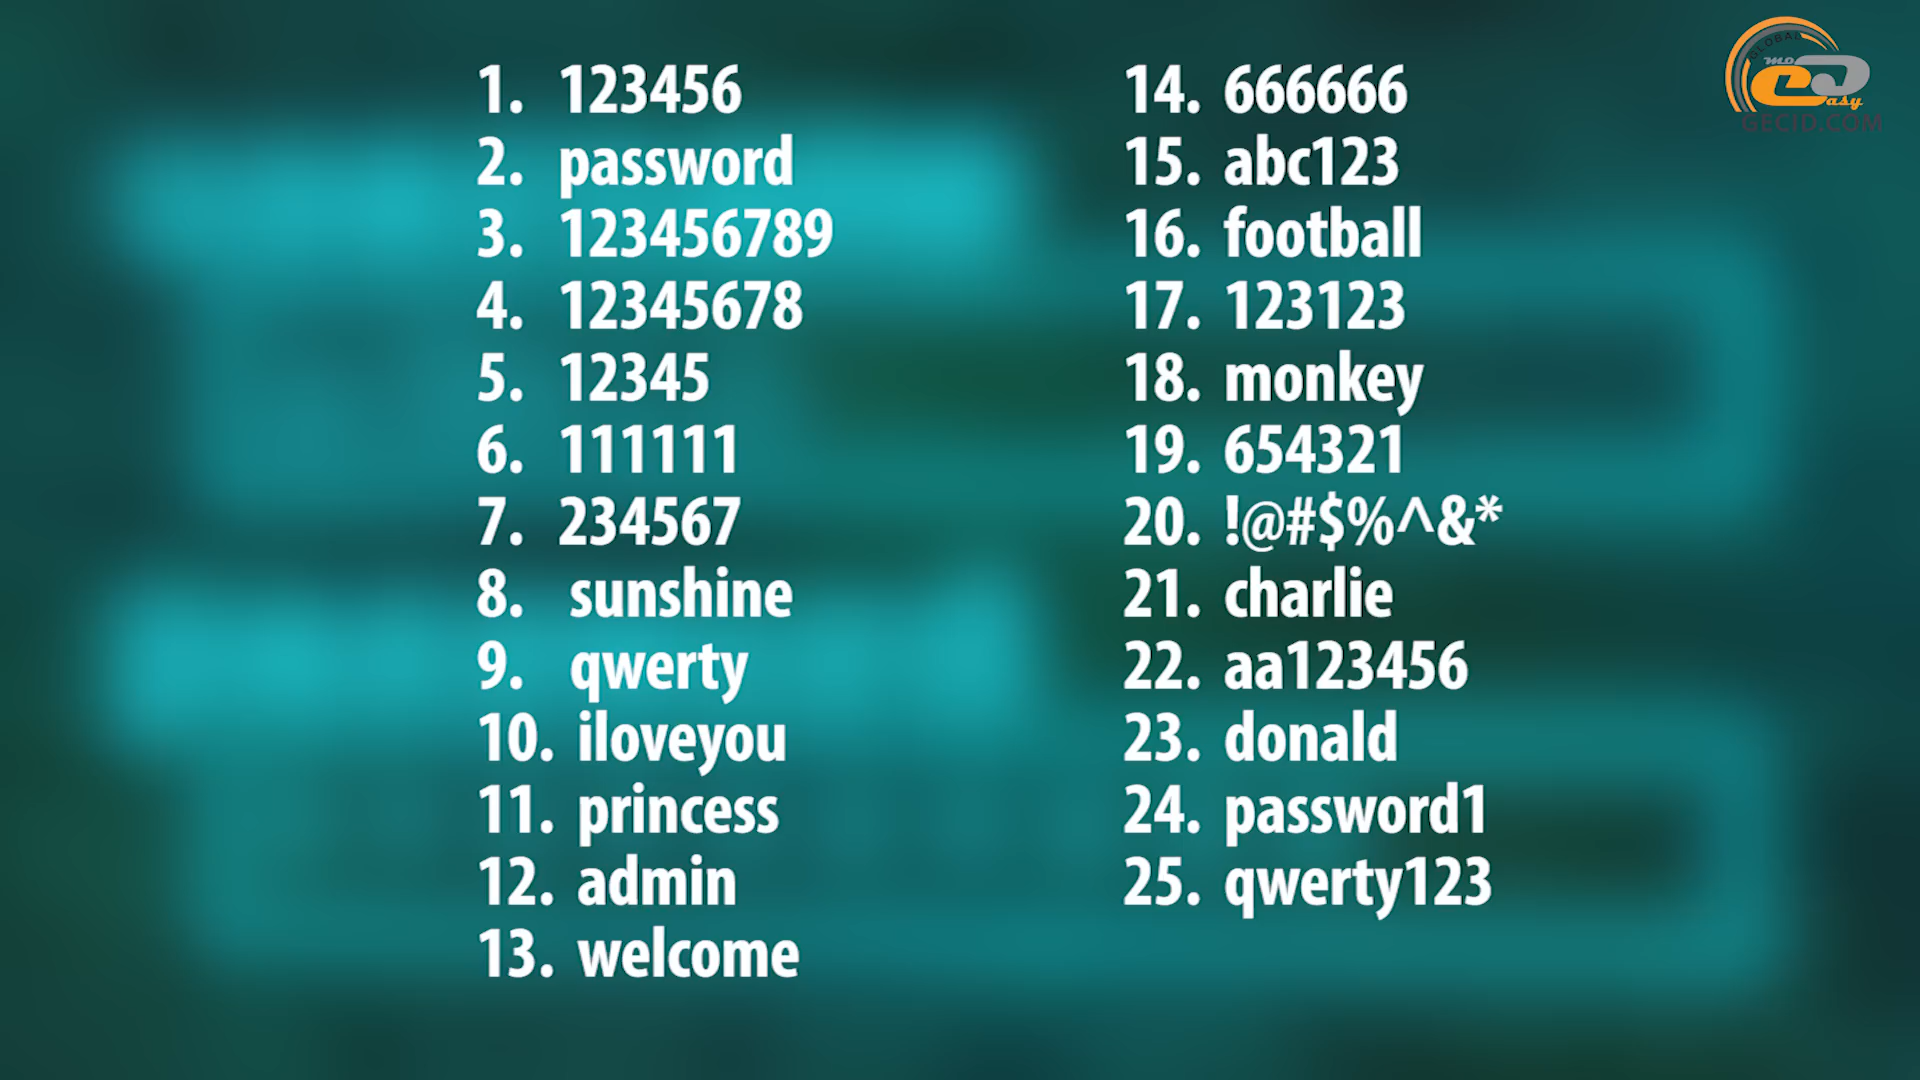 1. 123456
2. password
3. 123456789
4. 12345678
5. 12345
6. 111111
7. 234567
8. sunshine
9. qwerty
10. iloveyou
11. princess
12. admin
13. welcome
14. 666666
15. abc123
16. football
17. 123123
18. monkey
19. 654321
20. !@#$%^&*
21. charlie
22. aa123456
23. donald
24. password1
25. qwerty123
GLOBAL
easy
GECID.COM